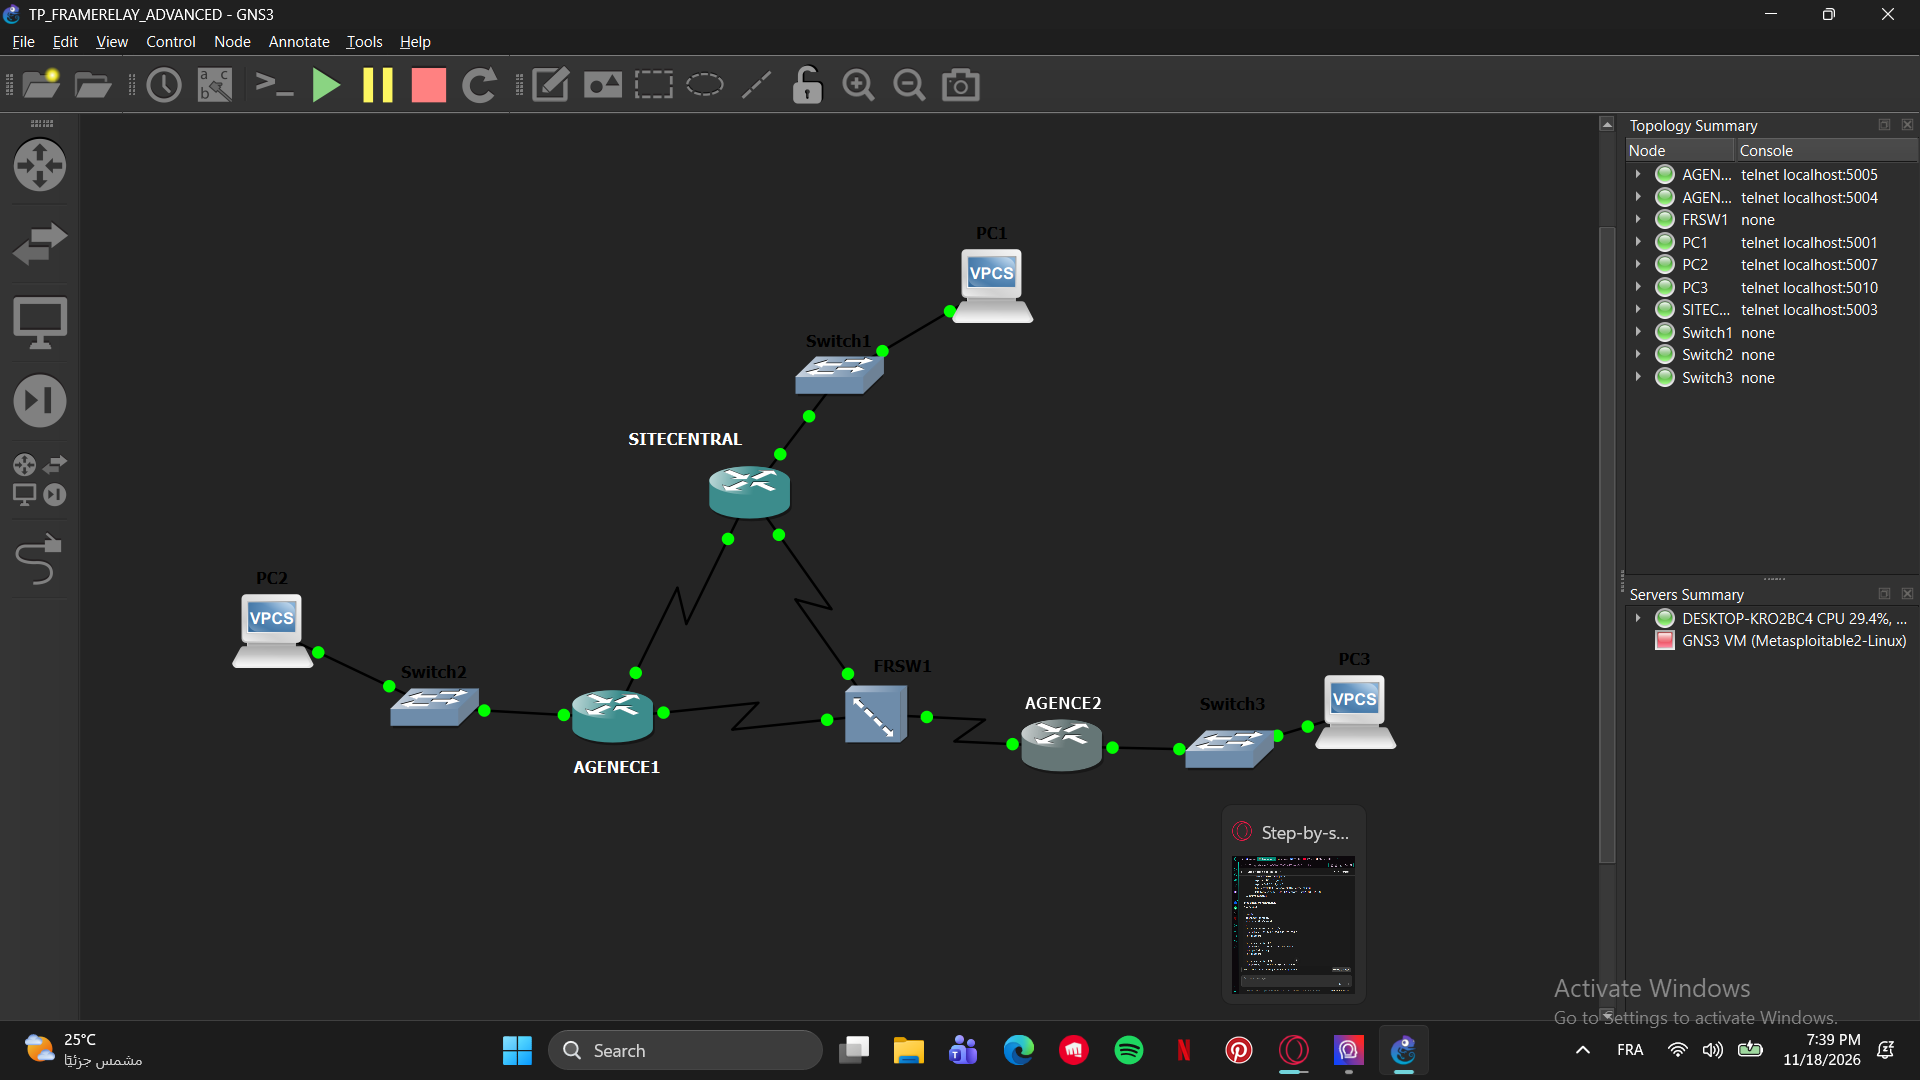 TP_FRAMERELAY_ADVANCED - GNS3
File Edit View Control Node Annotate Tools Help
Topology Summary
Node Console
AGEN... telnet localhost:5005
AGEN... telnet localhost:5004
FRSW1 none
PC1 telnet localhost:5001
PC2 telnet localhost:5007
PC3 telnet localhost:5010
SITEC... telnet localhost:5003
Switch1 none
Switch2 none
Switch3 none
Servers Summary
DESKTOP-KRO2BC4 CPU 29.4%, ...
GNS3 VM (Metasploitable2-Linux)
PC1
VPCS
Switch1
SITECENTRAL
PC2
VPCS
Switch2
AGENECE1
FRSW1
AGENCE2
Switch3
PC3
VPCS
Step-by-s...
Activate Windows
Go to Settings to activate Windows.
25°C
مشمس جزئيًا
Search
FRA
7:39 PM
11/18/2026